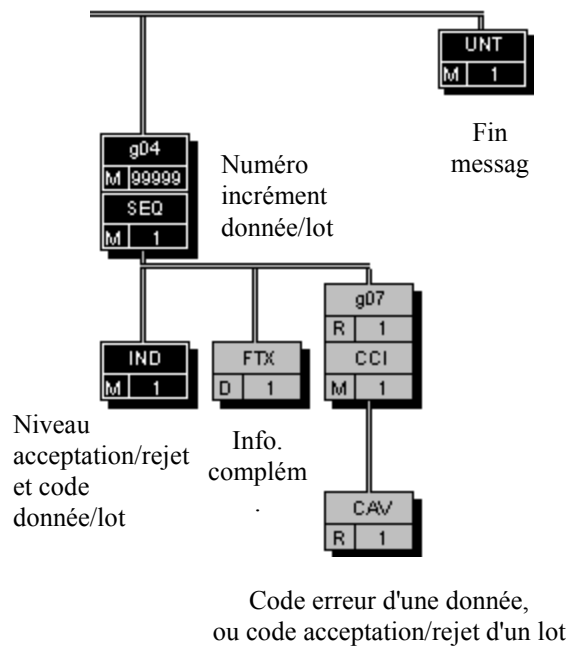 UNT
M 1
Fin
messag
g04
M 99999
SEQ
M 1
Numéro
incrément
donnée/lot
IND
M 1
FTX
D 1
g07
R 1
CCI
M 1
Niveau
acceptation/rejet
et code
donnée/lot
Info.
complém
.
CAV
R 1
Code erreur d'une donnée,
ou code acceptation/rejet d'un lot